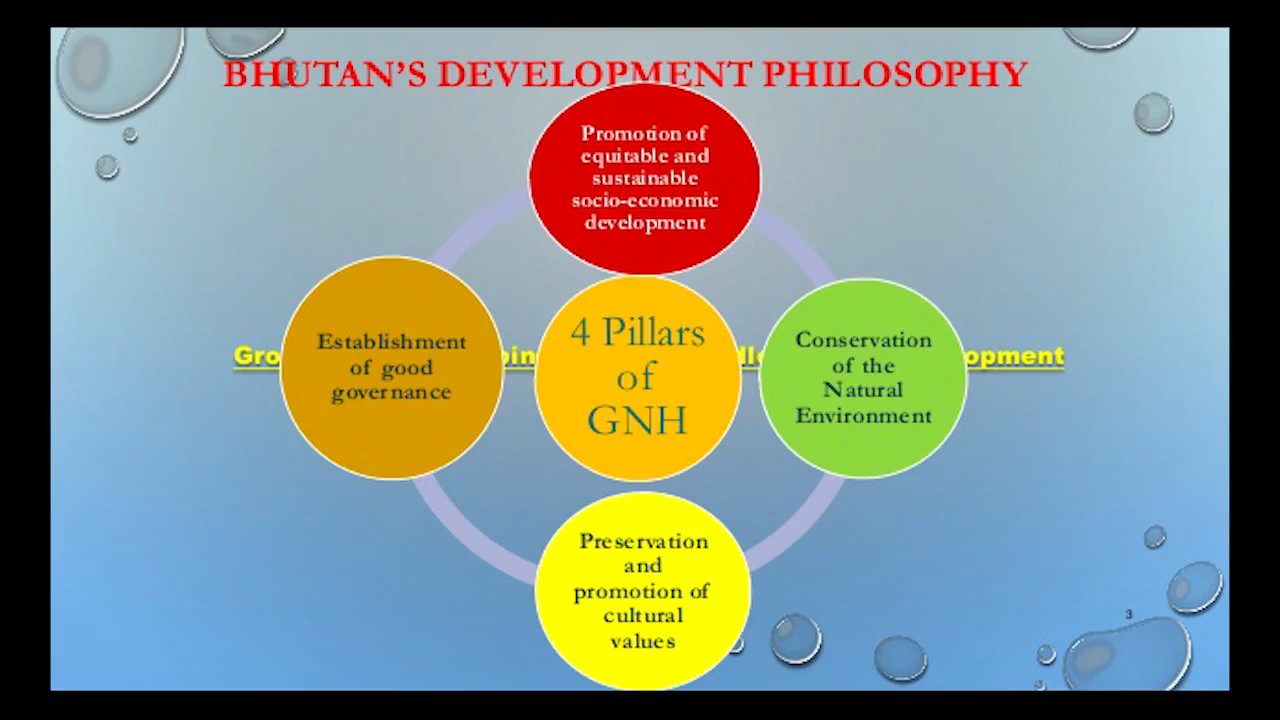 BHUTAN'S DEVELOPMENT PHILOSOPHY
Promotion of
equitable and
sustainable
socio-economic
development
Establishment
of good
governance
4 Pillars
of
GNH
Conservation
of the
Natural
Environment
Preservation
and
promotion of
cultural
values
3